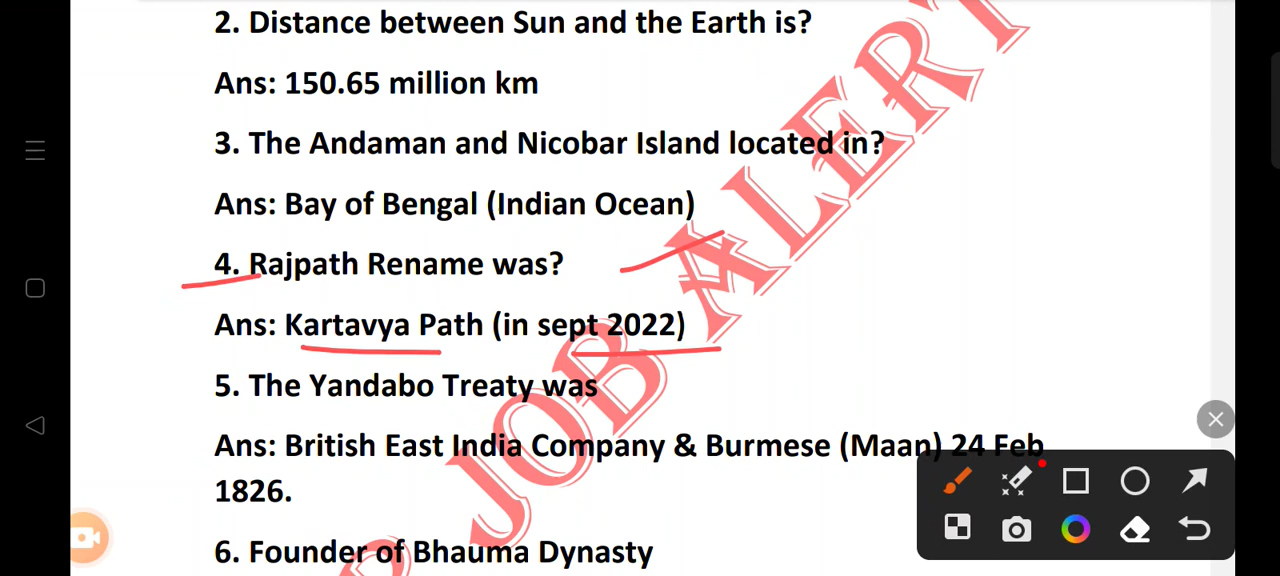 2. Distance between Sun and the Earth is?
Ans: 150.65 million km
3. The Andaman and Nicobar Island located in?
Ans: Bay of Bengal (Indian Ocean)
4. Rajpath Rename was?
Ans: Kartavya Path (in sept 2022)
5. The Yandabo Treaty was
Ans: British East India Company & Burmese (Maan) 24 Feb
1826.
6. Founder of Bhauma Dynasty
JOB ALERT